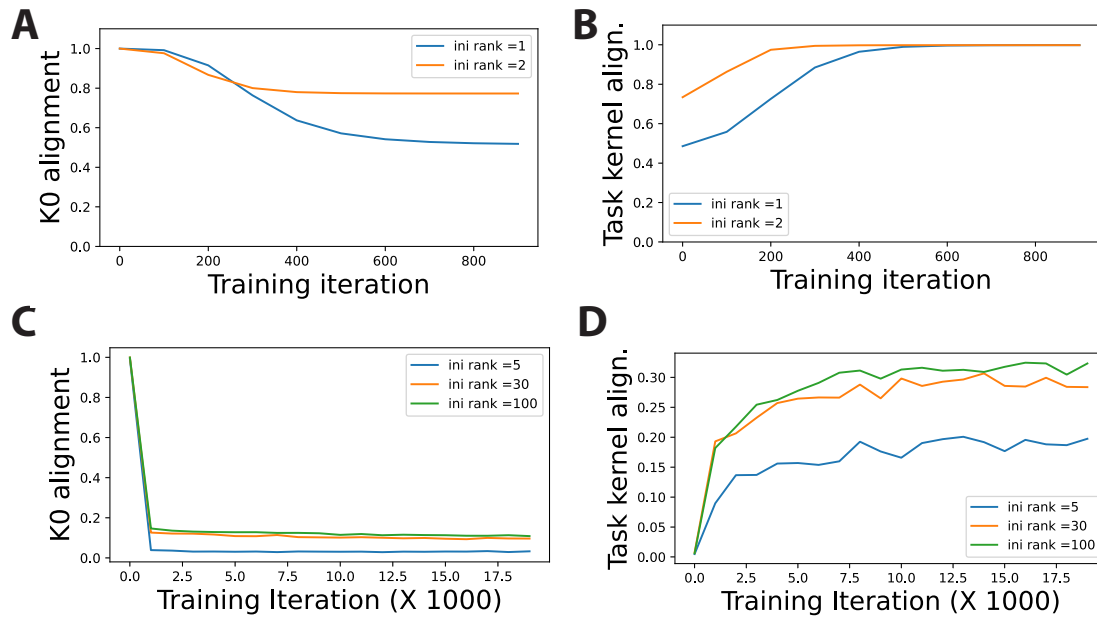 A
K0 alignment
1.0
0.8
0.6
0.4
0.2
0.0
ini rank =1
ini rank =2
0
200
400
600
800
Training iteration
B
Task kernel align.
1.0
0.8
0.6
0.4
0.2
0.0
ini rank =1
ini rank =2
0
200
400
600
800
Training iteration
C
K0 alignment
1.0
0.8
0.6
0.4
0.2
0.0
ini rank =5
ini rank =30
ini rank =100
0.0
2.5
5.0
7.5
10.0
12.5
15.0
17.5
Training Iteration (X 1000)
D
Task kernel align.
0.30
0.25
0.20
0.15
0.10
0.05
0.00
ini rank =5
ini rank =30
ini rank =100
0.0
2.5
5.0
7.5
10.0
12.5
15.0
17.5
Training Iteration (X 1000)